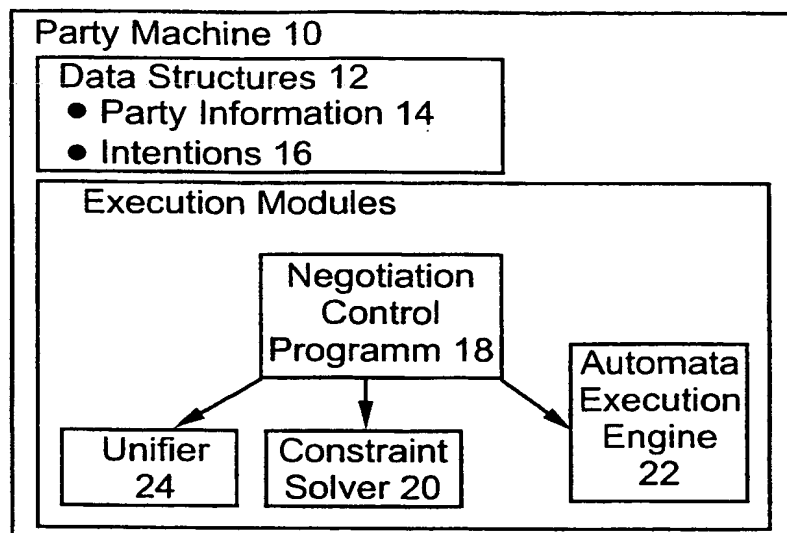 Party Machine 10
Data Structures 12
● Party Information 14
● Intentions 16
Execution Modules
Negotiation
Control
Programm 18
Automata
Execution
Engine
22
Unifier
24
Constraint
Solver 20